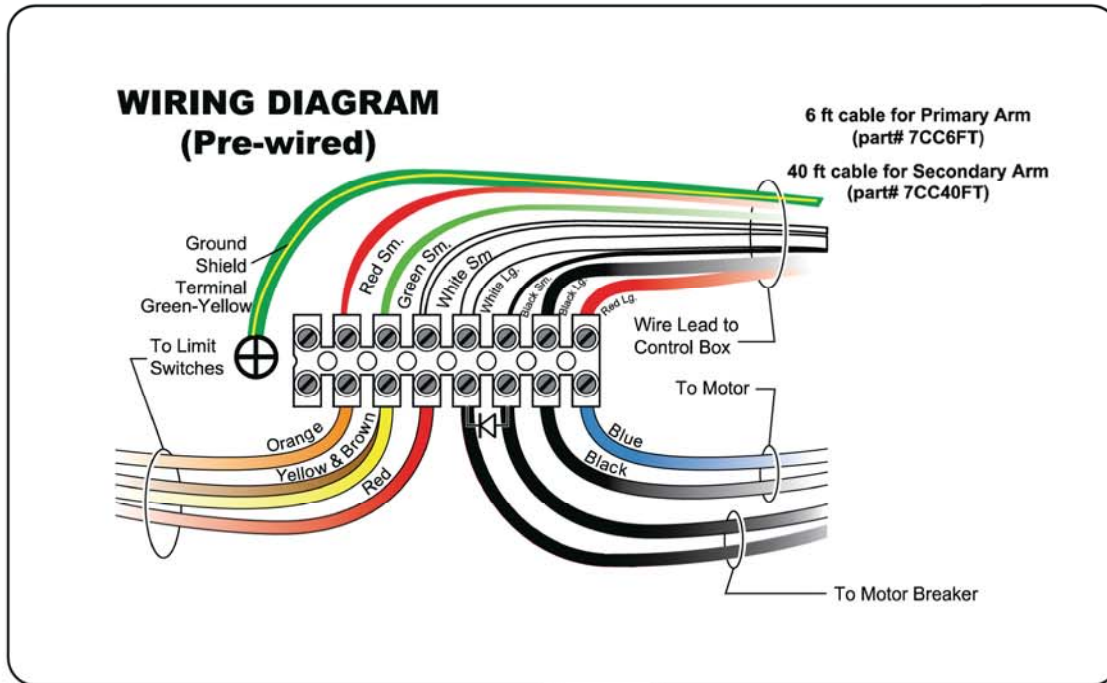 WIRING DIAGRAM
(Pre-wired)
6 ft cable for Primary Arm
(part# 7CC6FT)
40 ft cable for Secondary Arm
(part# 7CC40FT)
Ground
Shield
Terminal
Green-Yellow
Red Sm.
Green Sm.
White Sm
White Lg.
Black Sm.
Black Lg.
Red Lg.
Wire Lead to
Control Box
To Limit
Switches
To Motor
Orange
Yellow & Brown
Red
Blue
Black
To Motor Breaker